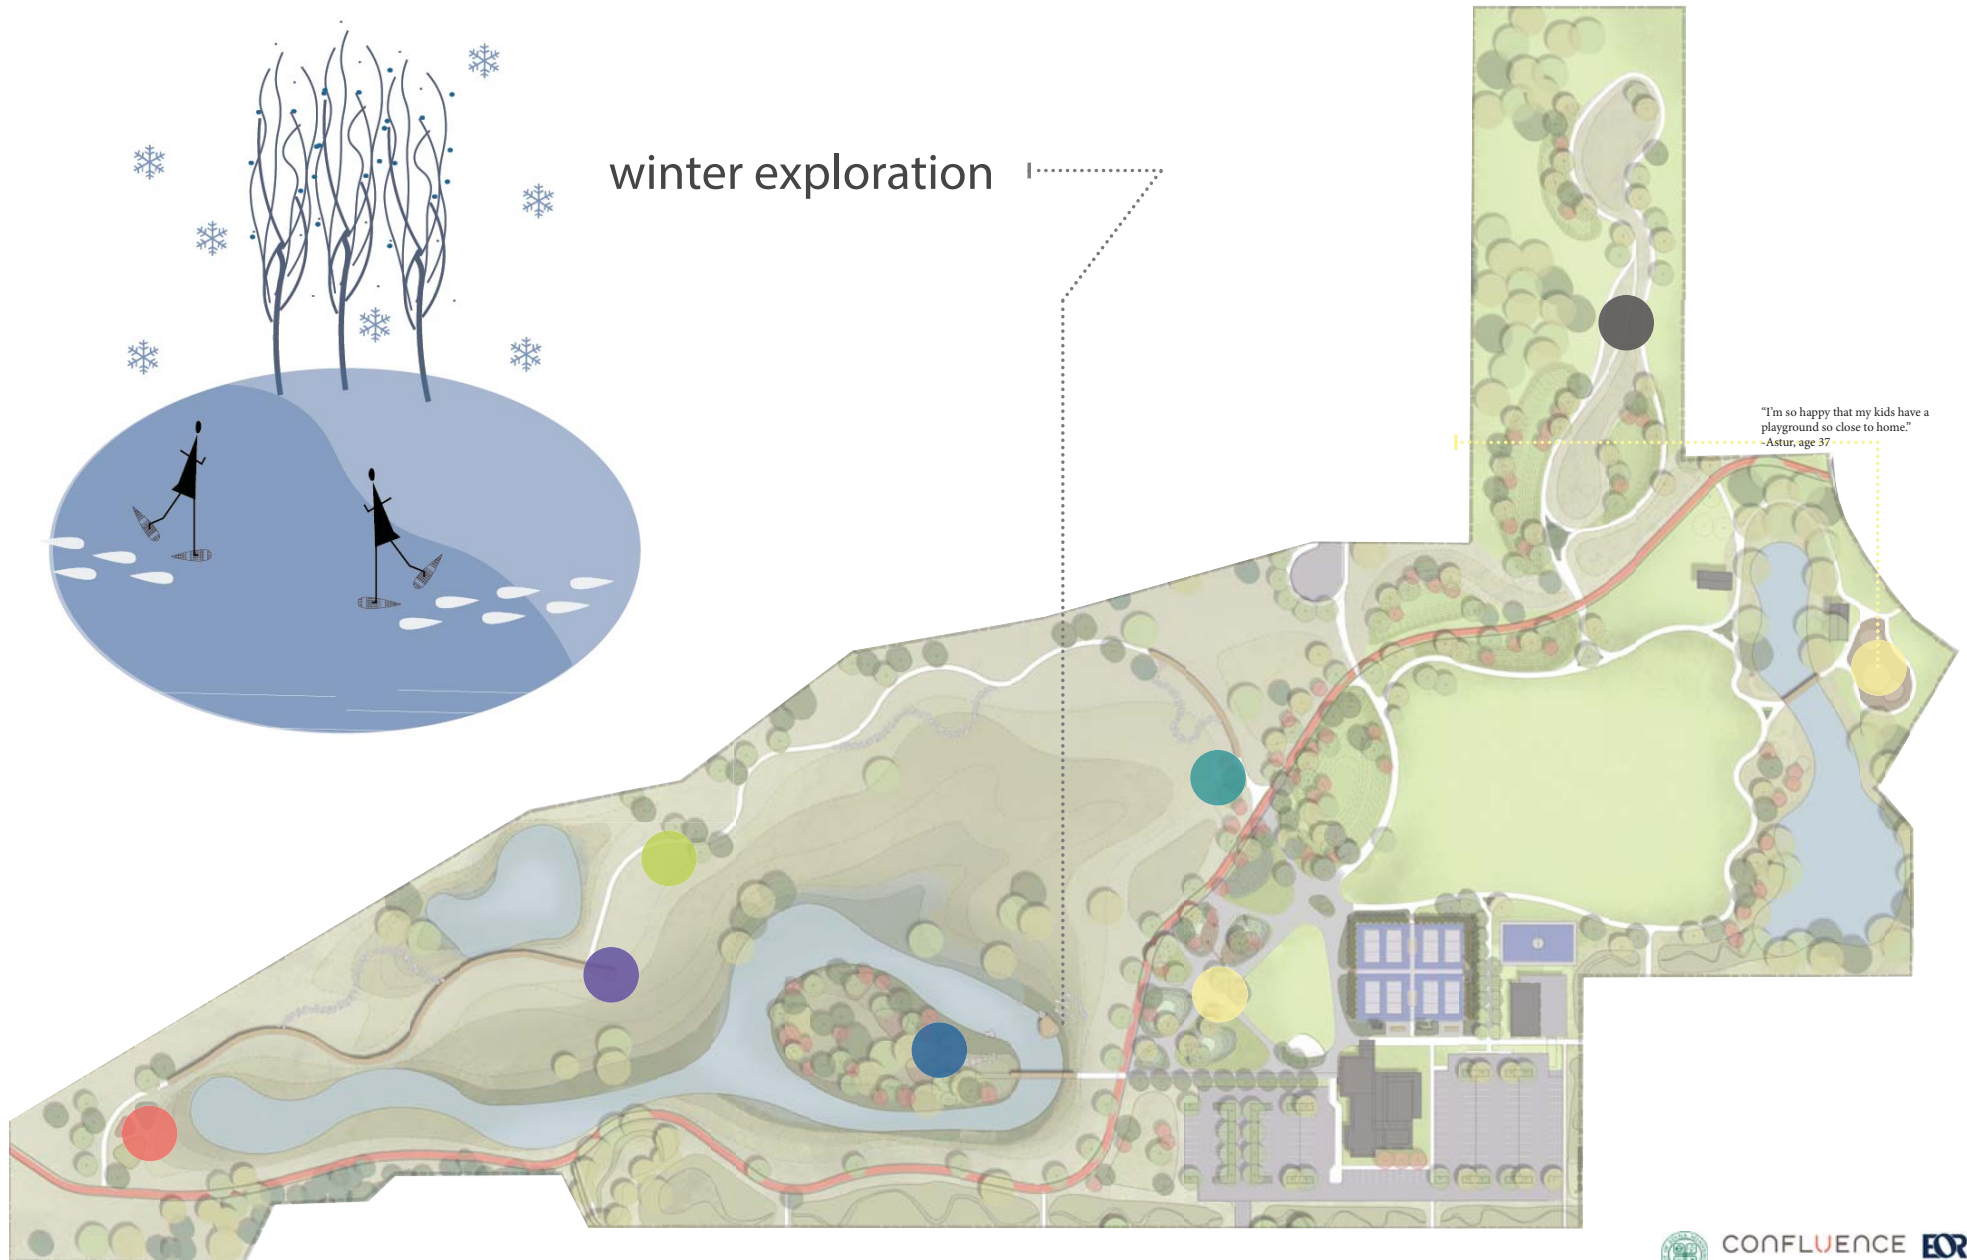 winter exploration
“I’m so happy that my kids have a
playground so close to home.”
-Astur, age 37
CONFLUENCE EOR